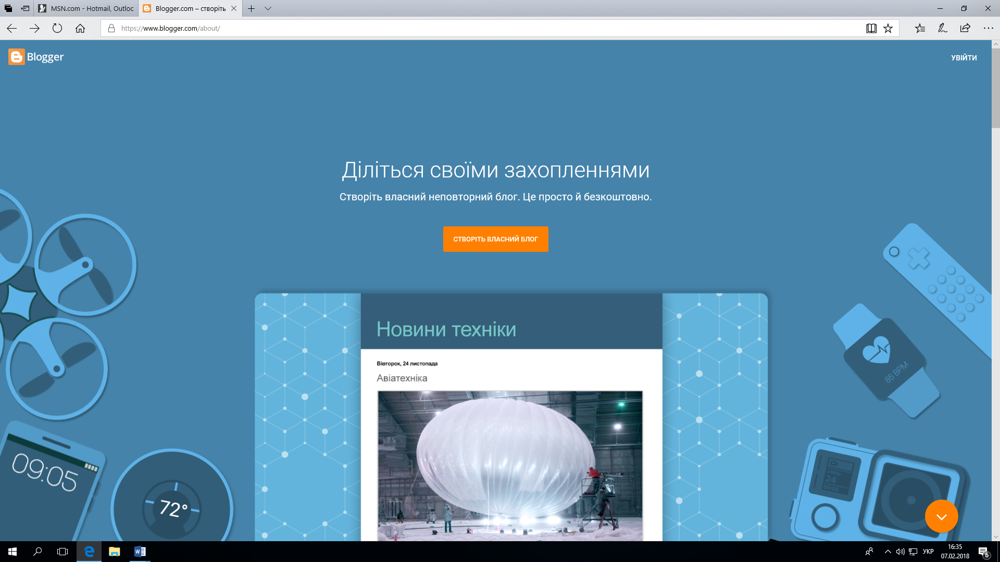 MSN.com - Hotmail, Outloc
Blogger.com – створіть
https://www.blogger.com/about/
Blogger
УВІЙТИ
Діліться своїми захопленнями
Створіть власний неповторний блог. Це просто й безкоштовно.
СТВОРІТЬ ВЛАСНИЙ БЛОГ
Новини техніки
Вівторок, 24 листопада
Авіатехніка
85 BPM
09:05
72°
24
УКР
16:35
07.02.2018
6